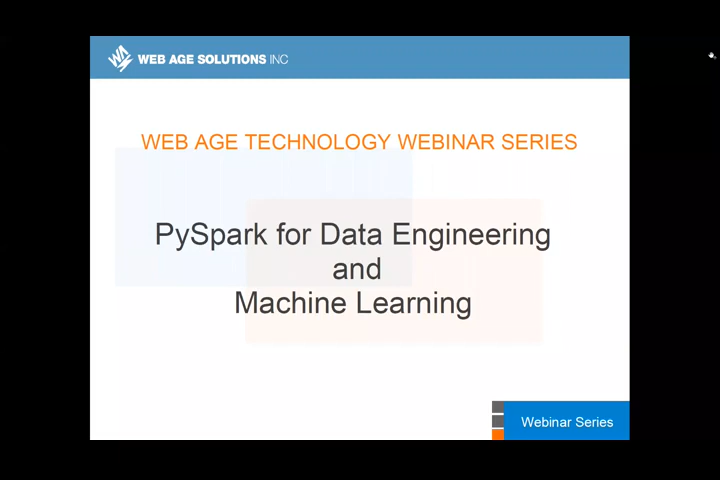 WEB AGE SOLUTIONS INC
WEB AGE TECHNOLOGY WEBINAR SERIES
PySpark for Data Engineering
and
Machine Learning
Webinar Series